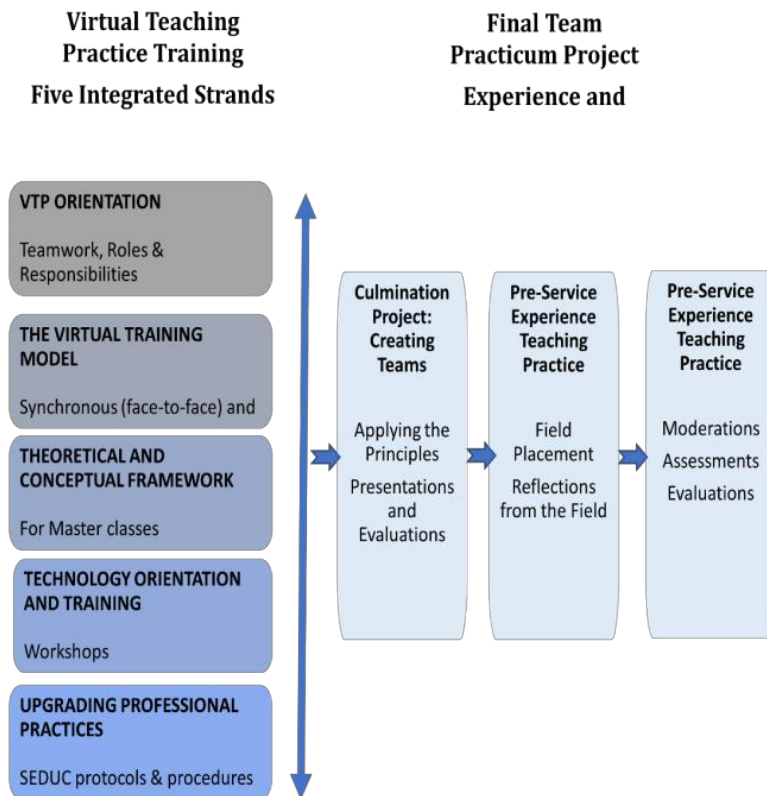 Virtual Teaching
Practice Training
Five Integrated Strands
Final Team
Practicum Project
Experience and
VTP ORIENTATION
Teamwork, Roles &
Responsibilities
THE VIRTUAL TRAINING
MODEL
Synchronous (face-to-face) and
THEORETICAL AND
CONCEPTUAL FRAMEWORK
For Master classes
TECHNOLOGY ORIENTATION
AND TRAINING
Workshops
UPGRADING PROFESSIONAL
PRACTICES
SEDUC protocols & procedures
Culmination
Project:
Creating
Teams
Applying the
Principles
Presentations
and
Evaluations
Pre-Service
Experience
Teaching
Practice
Field
Placement
Reflections
from the Field
Pre-Service
Experience
Teaching
Practice
Moderations
Assessments
Evaluations